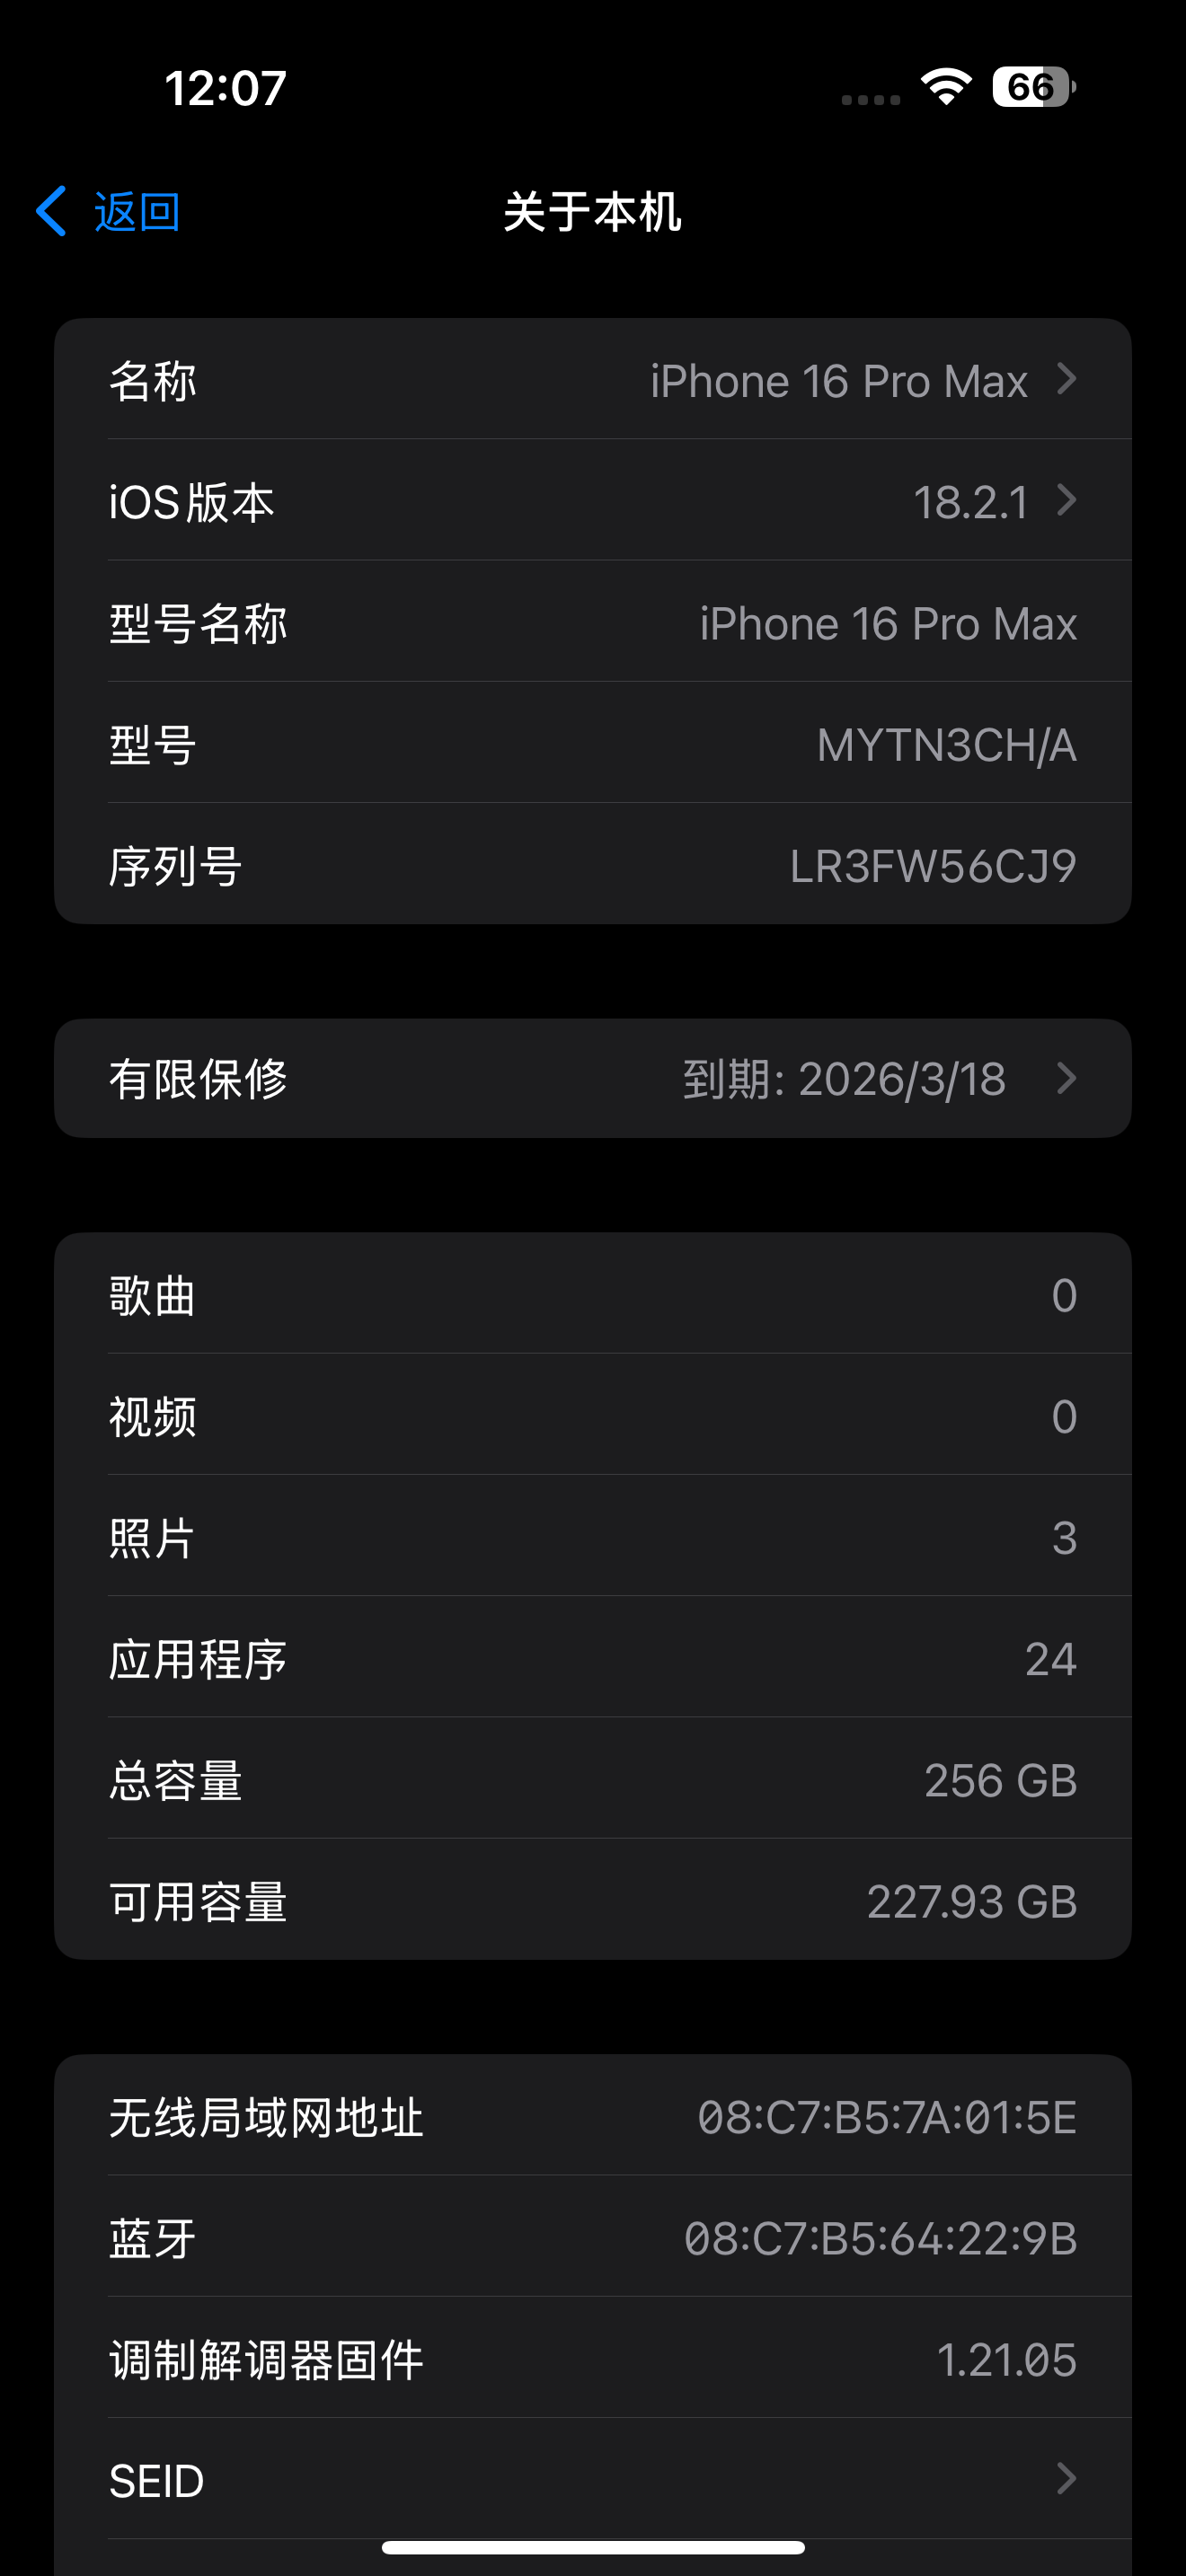 12:07
66
返回
关于本机
名称
iPhone 16 Pro Max
iOS版本
18.2.1
型号名称
iPhone 16 Pro Max
型号
MYTN3CH/A
序列号
LR3FW56CJ9
有限保修
到期: 2026/3/18
歌曲
0
视频
0
照片
3
应用程序
24
总容量
256 GB
可用容量
227.93 GB
无线局域网地址
08:C7:B5:7A:01:5E
蓝牙
08:C7:B5:64:22:9B
调制解调器固件
1.21.05
SEID